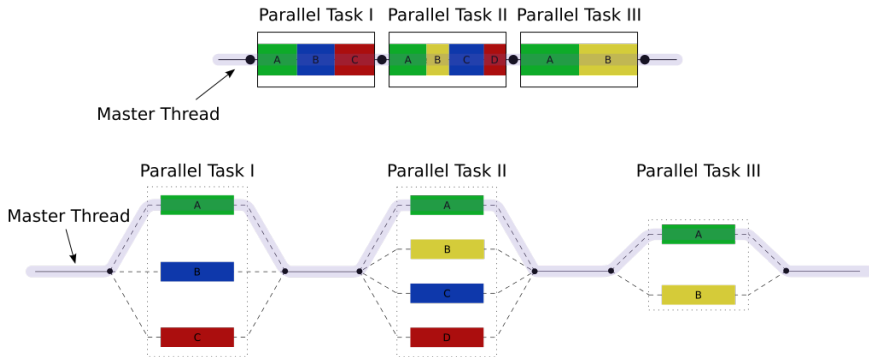 Parallel Task I Parallel Task II Parallel Task III
A B C A B C D A B
Master Thread
Parallel Task I Parallel Task II Parallel Task III
A A
Master Thread
A
B
B C
B
C D